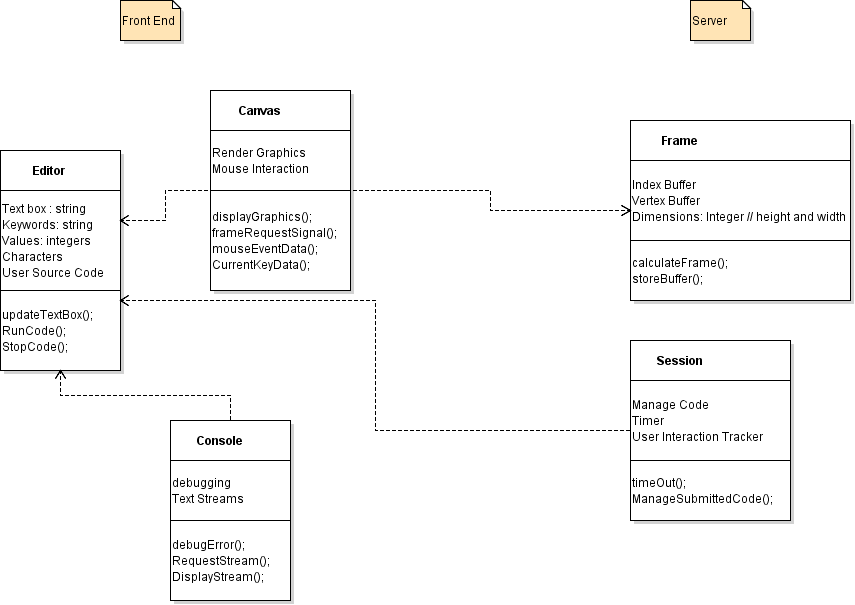 Front End
Server
Canvas
Render Graphics
Mouse Interaction
displayGraphics();
frameRequestSignal();
mouseEventData();
CurrentKeyData();
Frame
Index Buffer
Vertex Buffer
Dimensions: Integer // height and width
calculateFrame();
storeBuffer();
Editor
Text box : string
Keywords: string
Values: integers
Characters
User Source Code
updateTextBox();
RunCode();
StopCode();
Session
Manage Code
Timer
User Interaction Tracker
timeOut();
ManageSubmittedCode();
Console
debugging
Text Streams
debugError();
RequestStream();
DisplayStream();